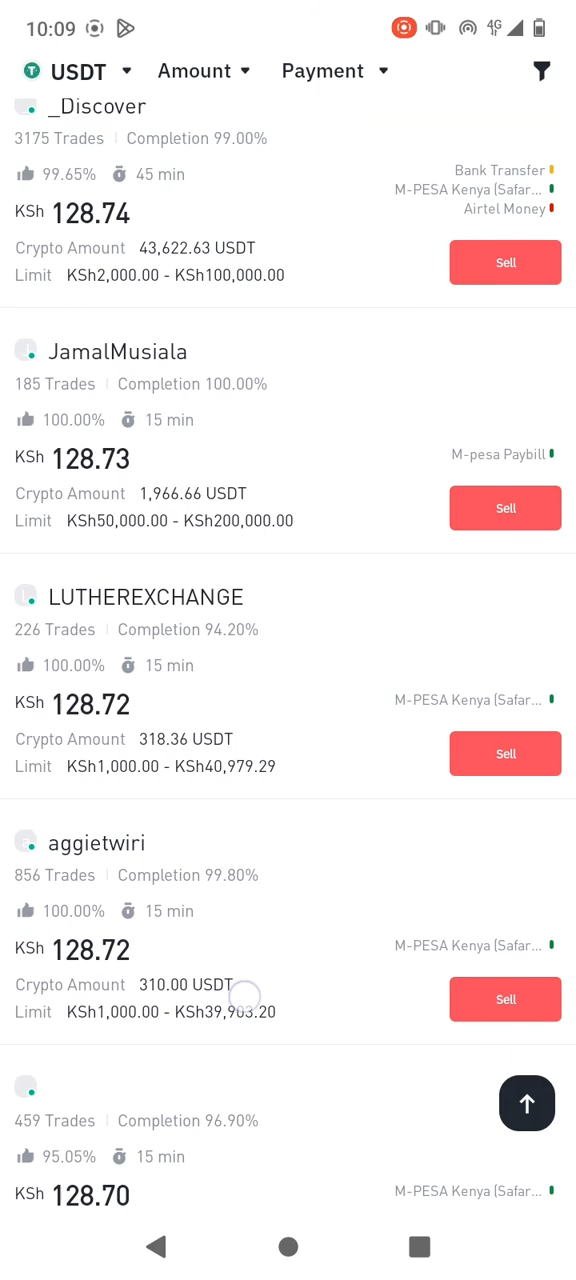 10:09
4G
USDT Amount Payment
_Discover
3175 Trades Completion 99.00%
99.65% 45 min
Bank Transfer
M-PESA Kenya (Safar...
Airtel Money
KSh 128.74
Crypto Amount 43,622.63 USDT
Limit KSh2,000.00 - KSh100,000.00
Sell
JamalMusiala
185 Trades Completion 100.00%
100.00% 15 min
KSh 128.73
M-pesa Paybill
Crypto Amount 1,966.66 USDT
Limit KSh50,000.00 - KSh200,000.00
Sell
LUTHEREXCHANGE
226 Trades Completion 94.20%
100.00% 15 min
KSh 128.72
M-PESA Kenya (Safar...
Crypto Amount 318.36 USDT
Limit KSh1,000.00 - KSh40,979.29
Sell
aggietwiri
856 Trades Completion 99.80%
100.00% 15 min
KSh 128.72
M-PESA Kenya (Safar...
Crypto Amount 310.00 USDT
Limit KSh1,000.00 - KSh39,903.20
Sell
459 Trades Completion 96.90%
95.05% 15 min
KSh 128.70
M-PESA Kenya (Safar...